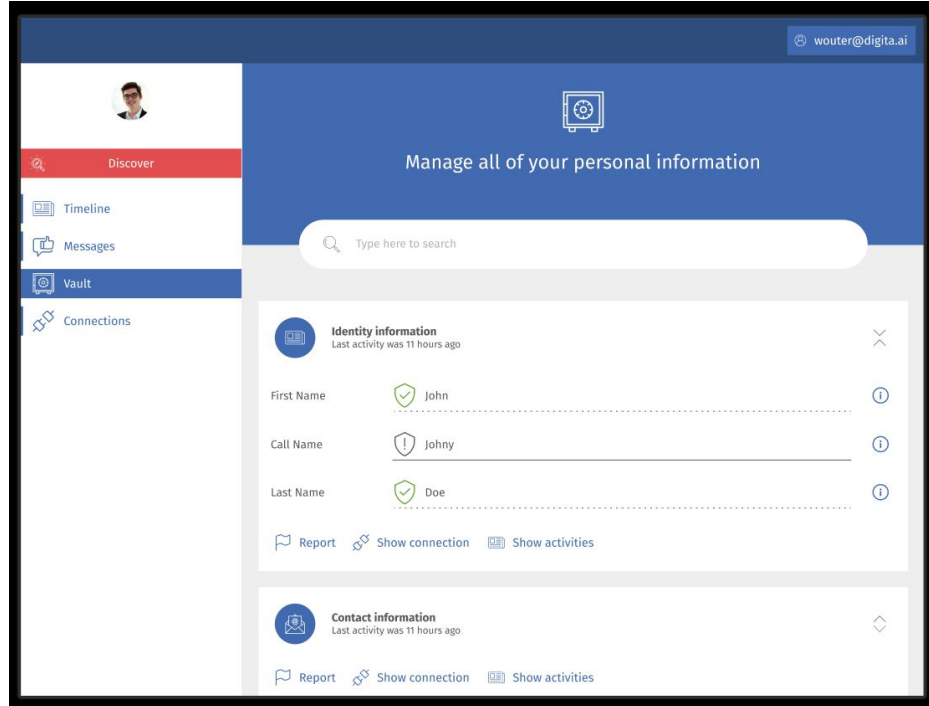 wouter@digita.ai
Discover
Manage all of your personal information
Timeline
Messages
Type here to search
Vault
Connections
Identity information
Last activity was 11 hours ago
First Name John
Call Name Johny
Last Name Doe
Report Show connection Show activities
Contact information
Last activity was 11 hours ago
Report Show connection Show activities